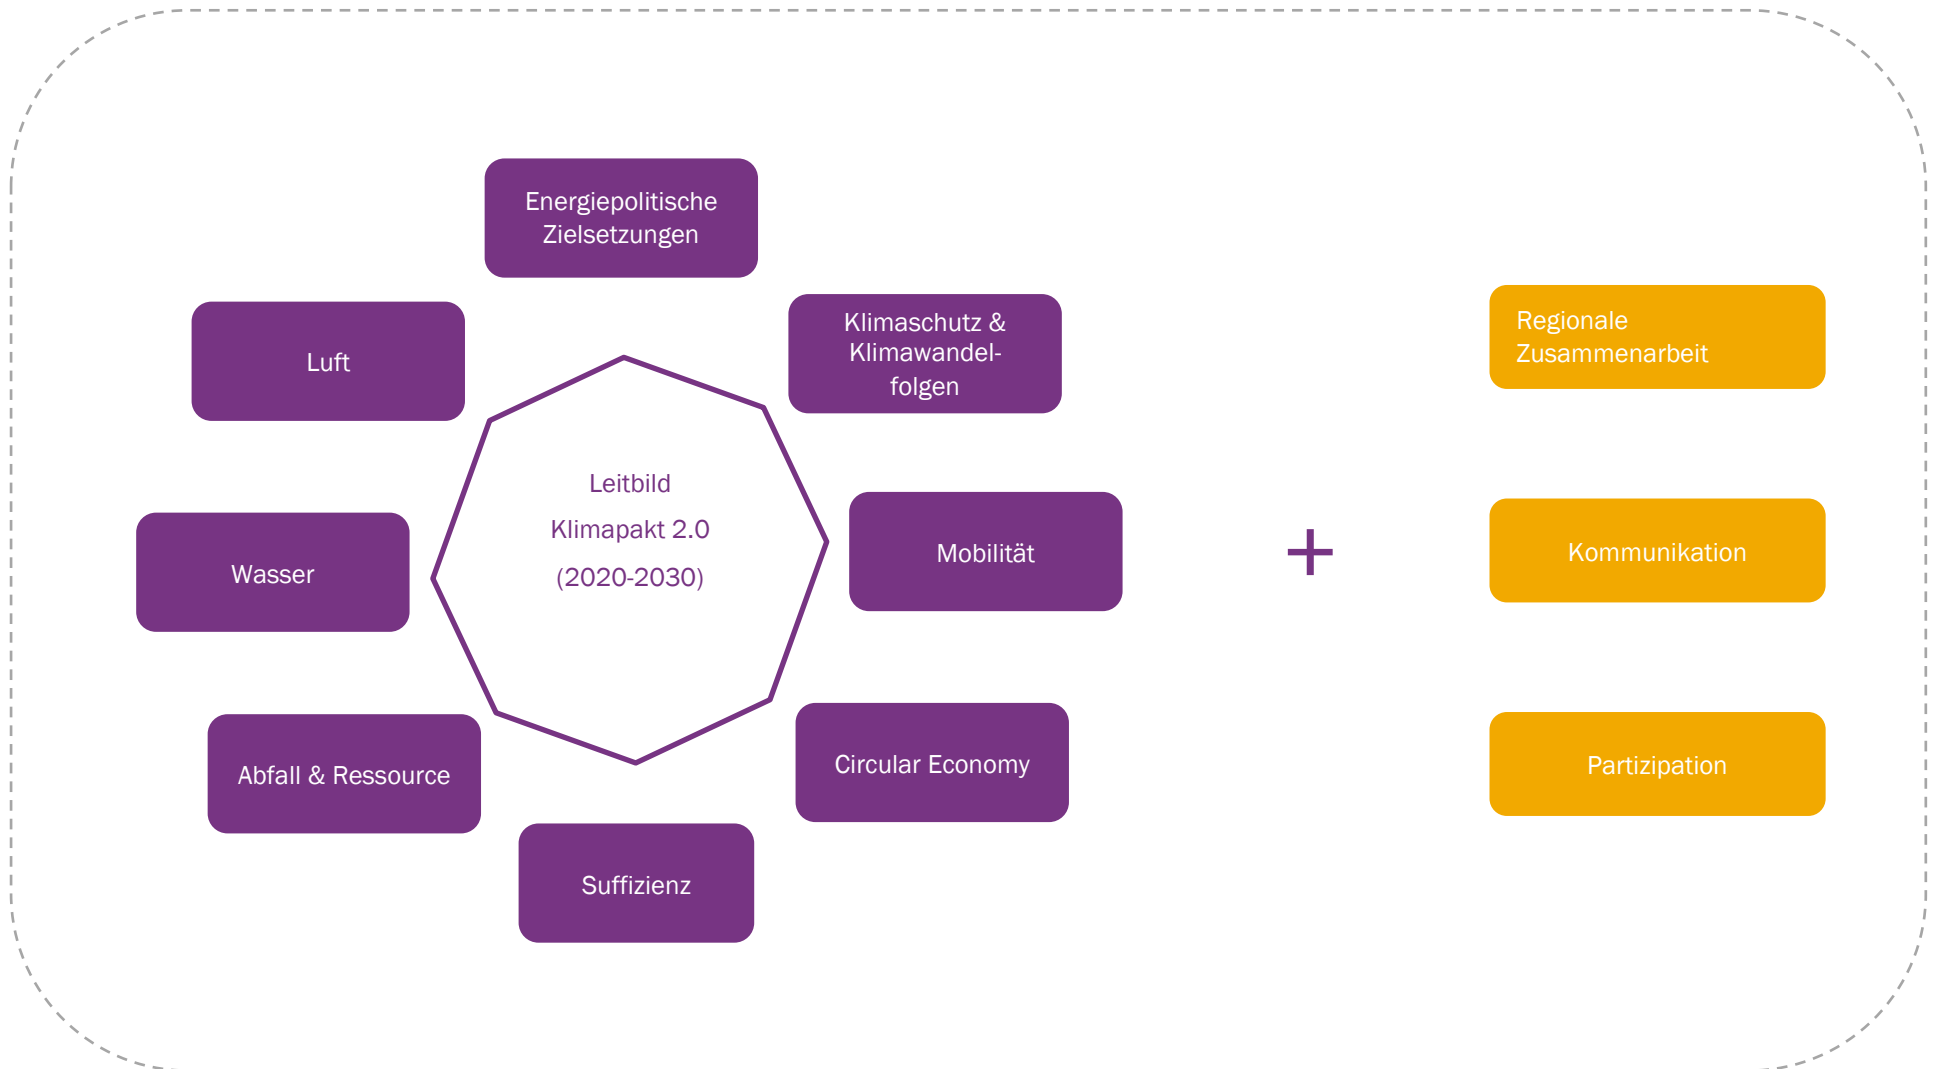 Energiepolitische
Zielsetzungen
Klimaschutz &
Klimawandel-
folgen
Luft
Leitbild
Klimapakt 2.0
(2020-2030)
Mobilität
Wasser
Circular Economy
Abfall & Ressource
Suffizienz
+
Regionale
Zusammenarbeit
Kommunikation
Partizipation